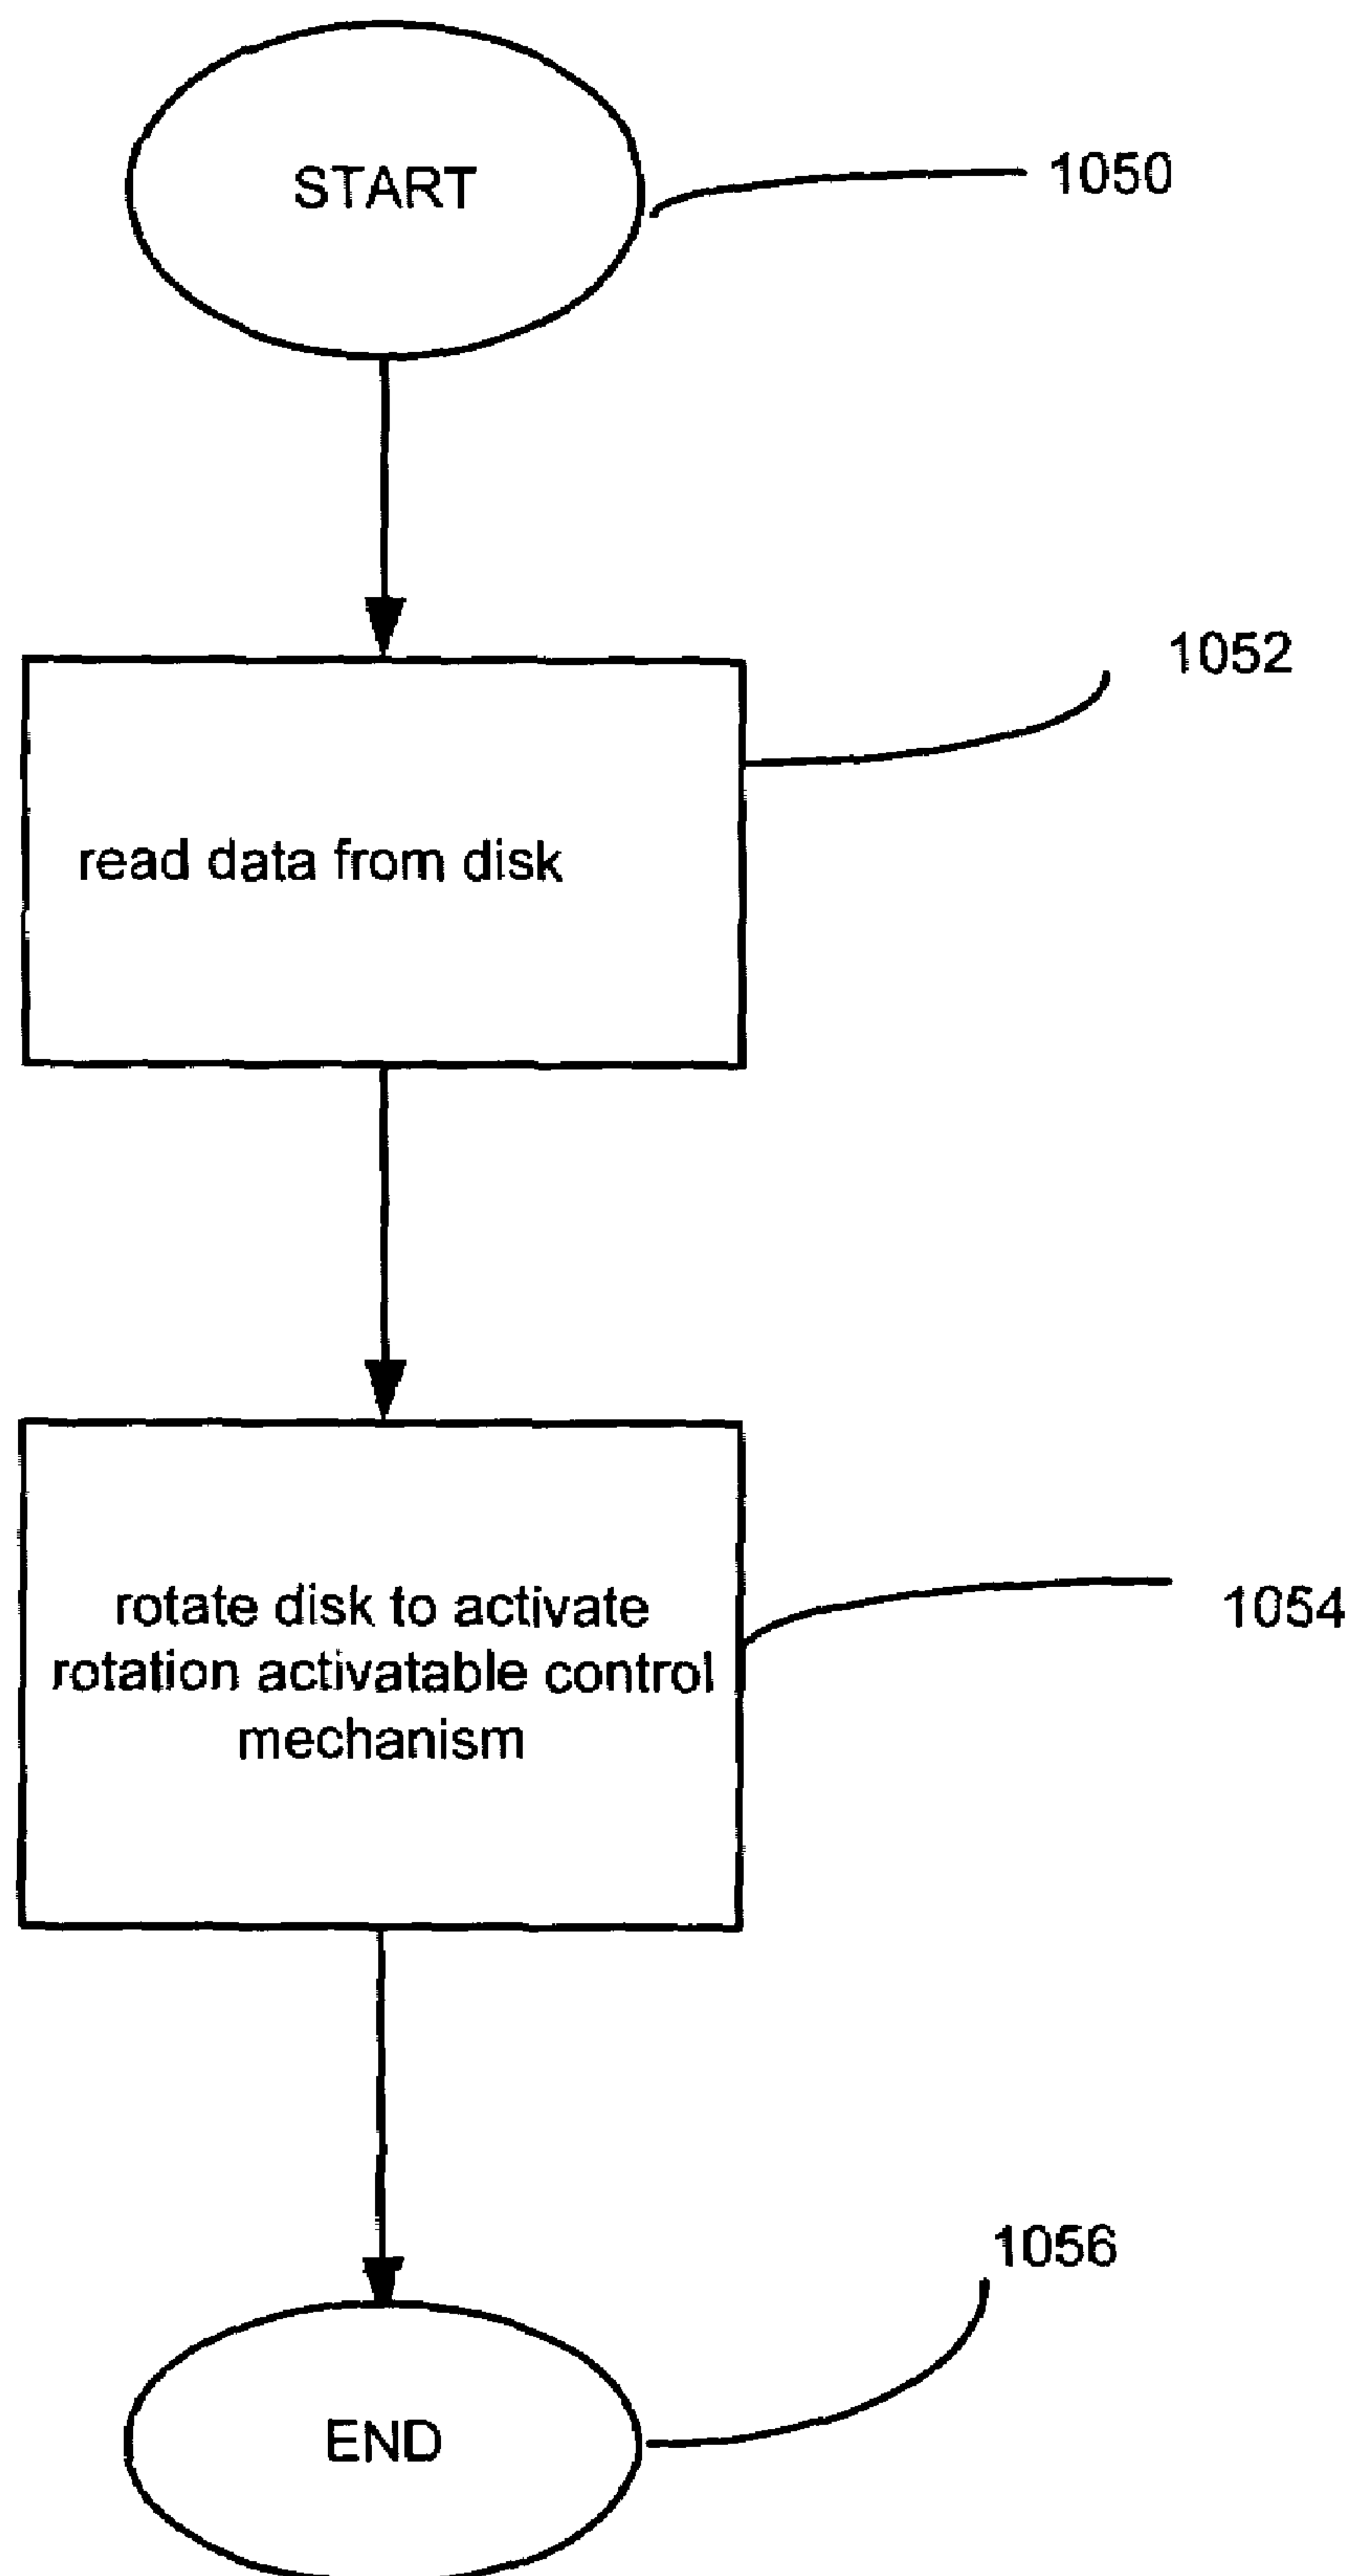 START
1050
1052
read data from disk
rotate disk to activate
rotation activatable control
mechanism
1054
1056
END